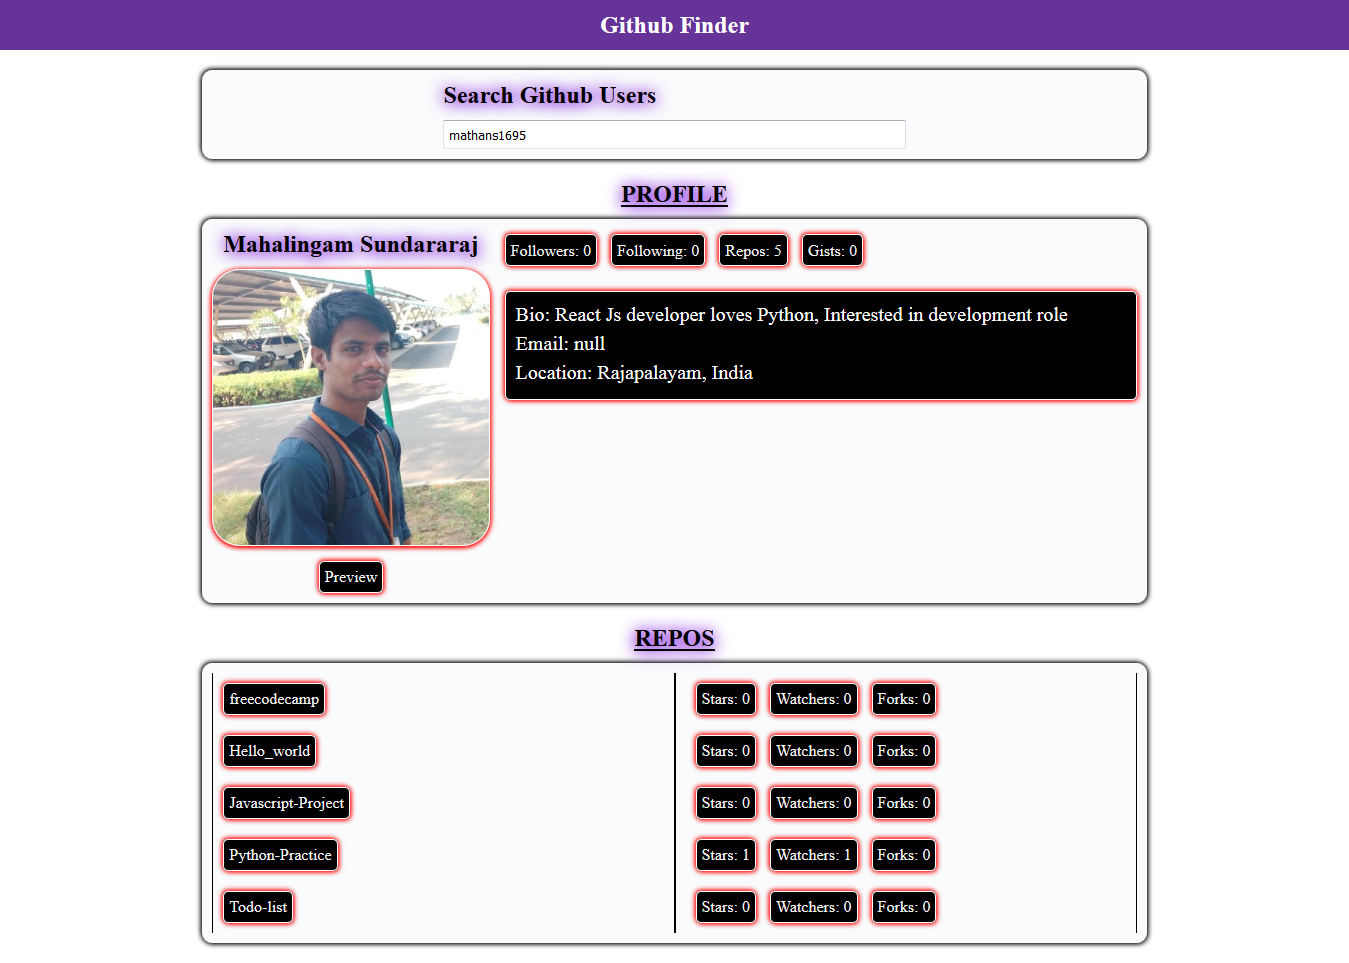 Github Finder
Search Github Users
mathans1695
PROFILE
Mahalingam Sundararaj
Followers: 0 Following: 0 Repos: 5 Gists: 0
Bio: React Js developer loves Python, Interested in development role
Email: null
Location: Rajapalayam, India
Preview
REPOS
freecodecamp Stars: 0 Watchers: 0 Forks: 0
Hello_world Stars: 0 Watchers: 0 Forks: 0
Javascript-Project Stars: 0 Watchers: 0 Forks: 0
Python-Practice Stars: 1 Watchers: 1 Forks: 0
Todo-list Stars: 0 Watchers: 0 Forks: 0